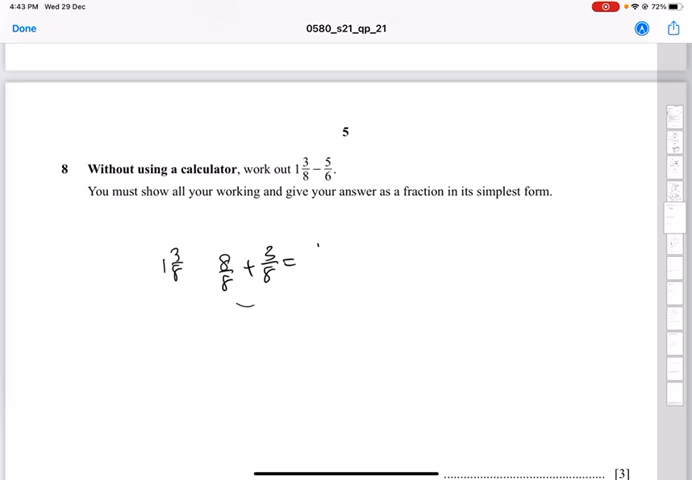 4:43 PM Wed 29 Dec 72%
Done 0580_s21_qp_21
5
8 Without using a calculator, work out 1 3/8 − 5/6.
You must show all your working and give your answer as a fraction in its simplest form.
1 3/8 8/8 + 3/8 =
[3]